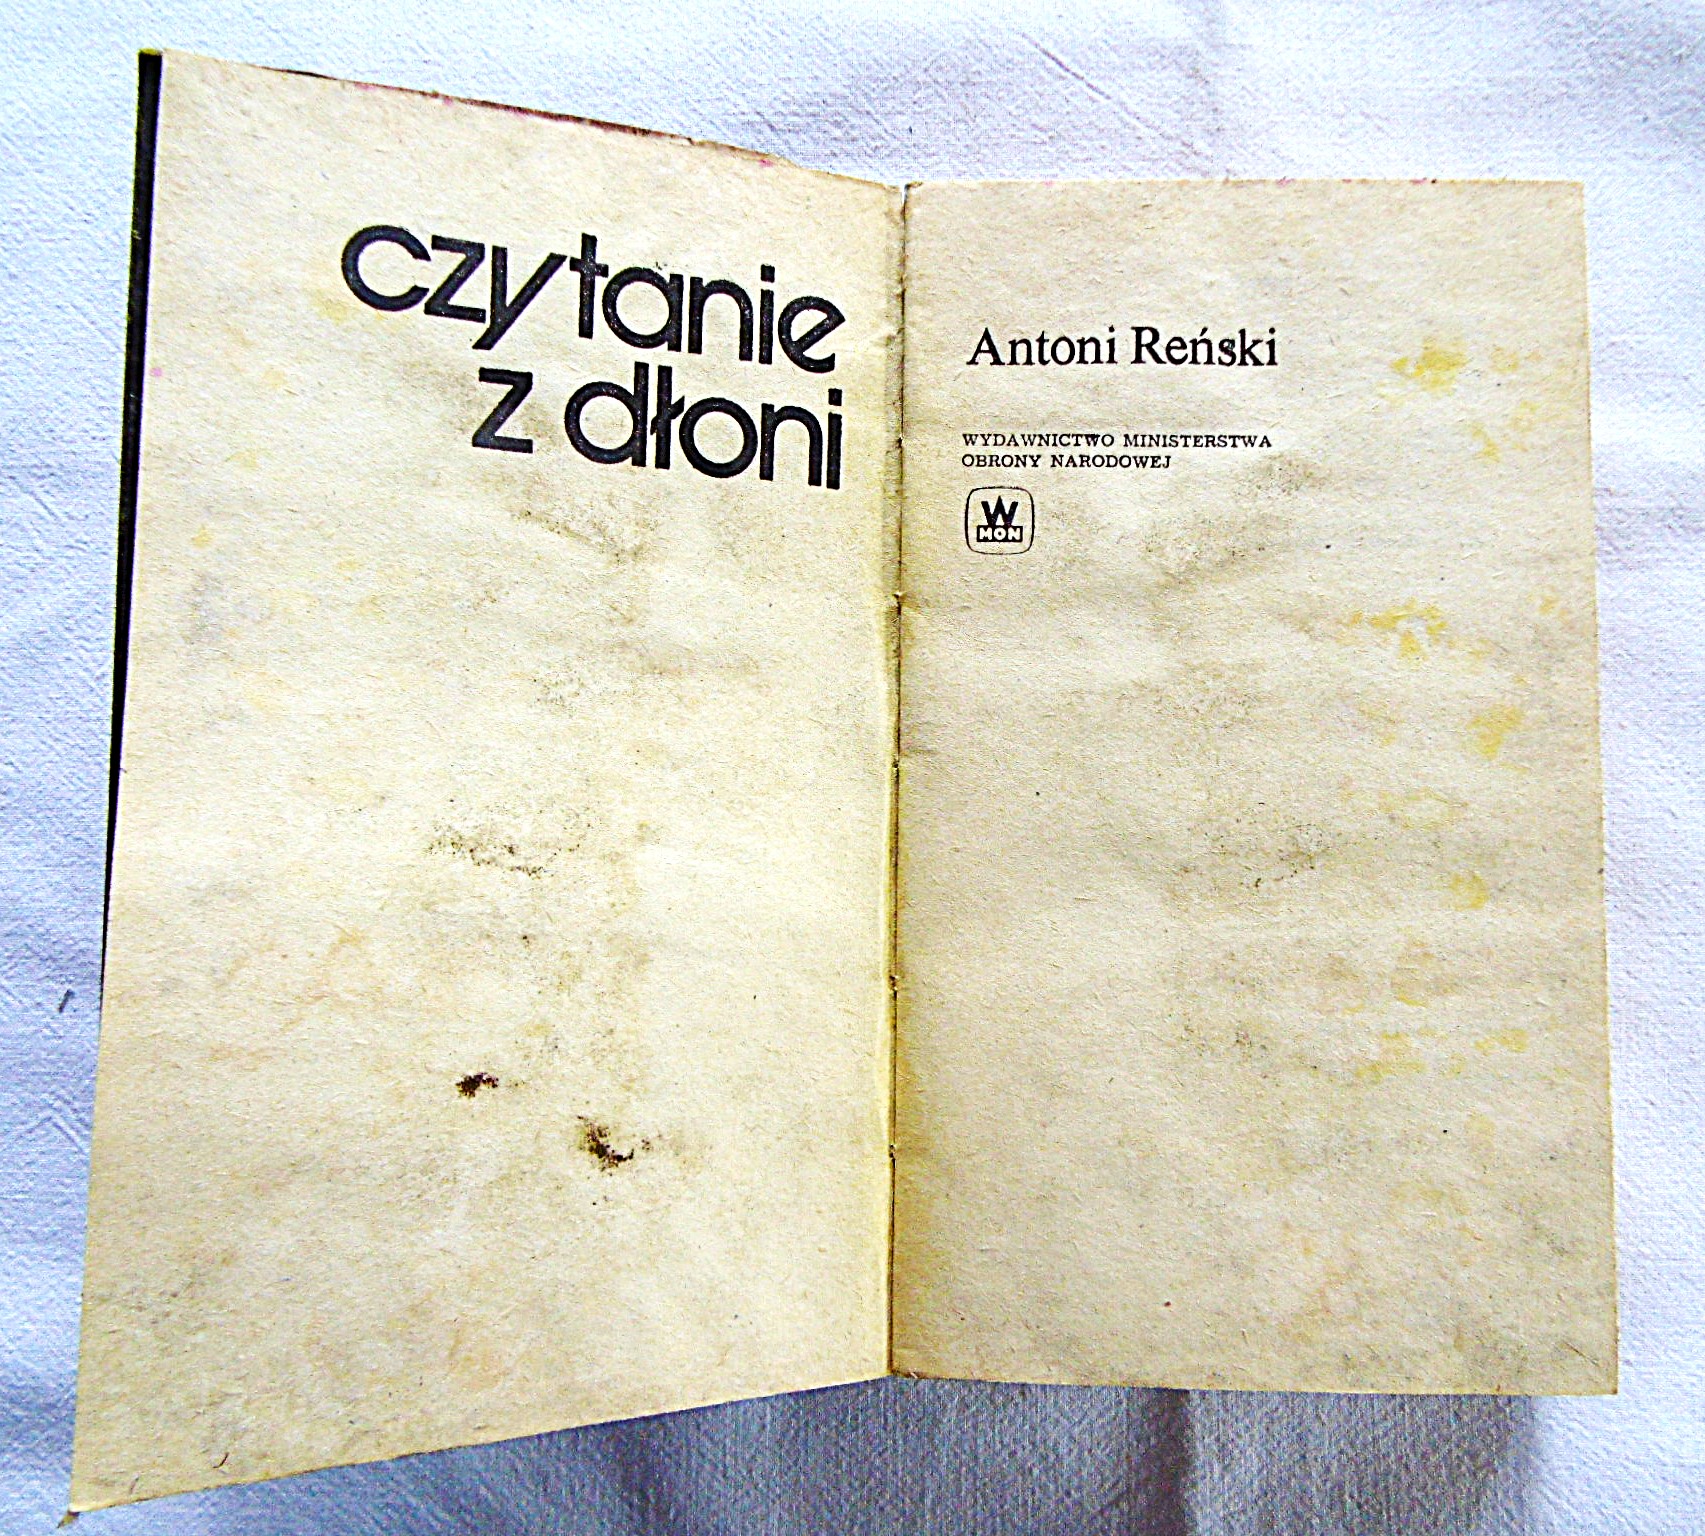 czytanie
z dłoni
Antoni Reński
WYDAWNICTWO MINISTERSTWA
OBRONY NARODOWEJ
W
MON